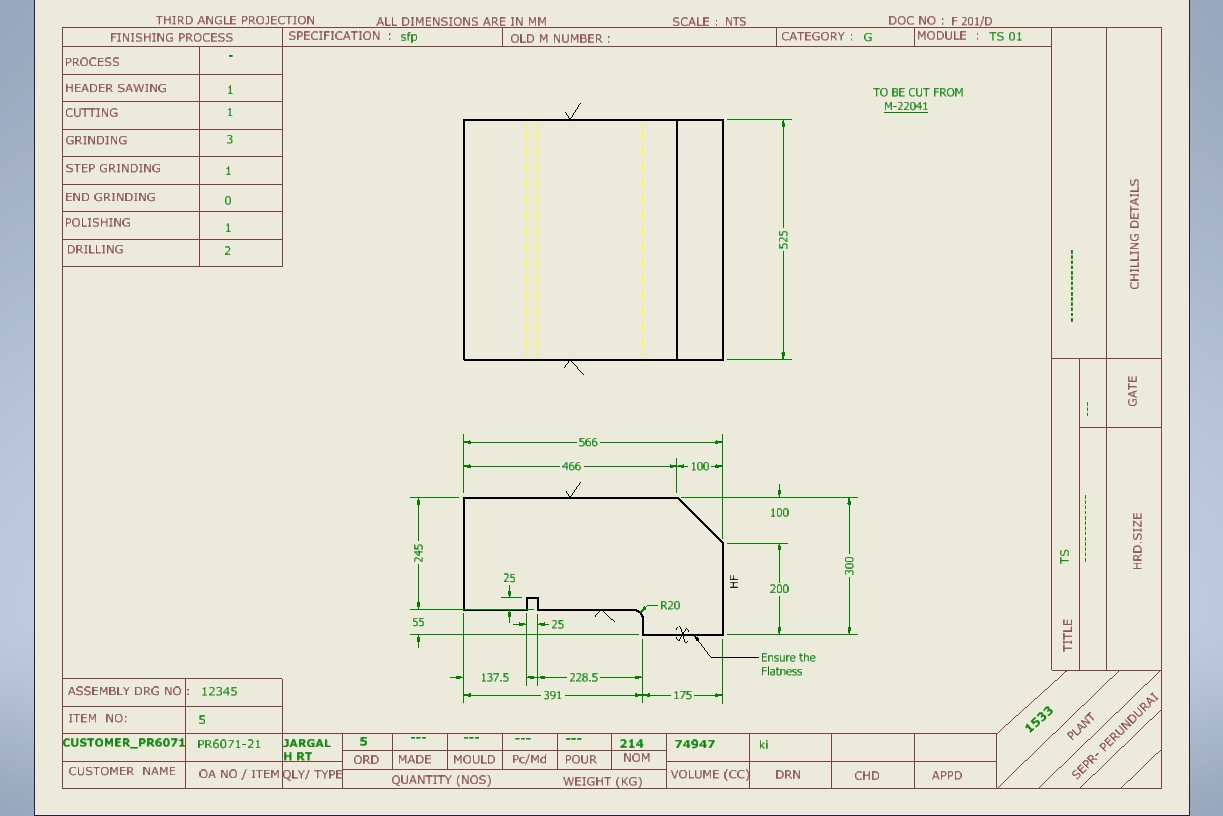 THIRD ANGLE PROJECTION ALL DIMENSIONS ARE IN MM SCALE : NTS DOC NO : F 201/D
FINISHING PROCESS SPECIFICATION : sfp OLD M NUMBER : CATEGORY : G MODULE : TS 01
PROCESS -
HEADER SAWING 1
CUTTING 1
GRINDING 3
STEP GRINDING 1
END GRINDING 0
POLISHING 1
DRILLING 2
TO BE CUT FROM
M-22041
525
CHILLING DETAILS
GATE
---
HRD.SIZE
TS
TITLE
566
466 100
245
100
300
200
HF
25
25
R20
55
Ensure the
Flatness
137.5 228.5
391 175
ASSEMBLY DRG NO : 12345
ITEM NO: 5
CUSTOMER_PR6071 PR6071-21 JARGAL
H RT
5 --- --- --- --- 214 74947 ki
ORD MADE MOULD Pc/Md POUR NOM
CUSTOMER NAME OA NO / ITEM QLY/ TYPE QUANTITY (NOS) WEIGHT (KG) VOLUME (CC) DRN CHD APPD
1533
PLANT
SEPR- PERUNDURAI